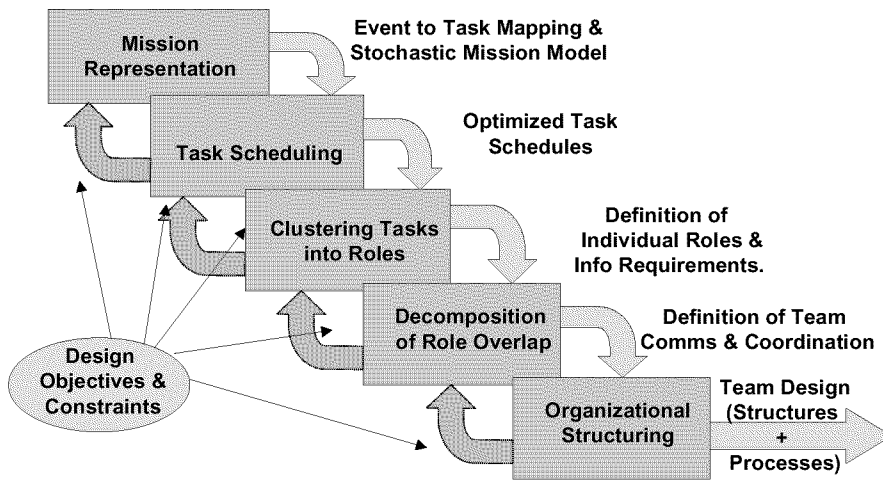 Mission
Representation
Event to Task Mapping &
Stochastic Mission Model
Task Scheduling
Optimized Task
Schedules
Clustering Tasks
into Roles
Definition of
Individual Roles &
Info Requirements.
Decomposition
of Role Overlap
Definition of Team
Comms & Coordination
Design
Objectives &
Constraints
Organizational
Structuring
Team Design
(Structures
+
Processes)